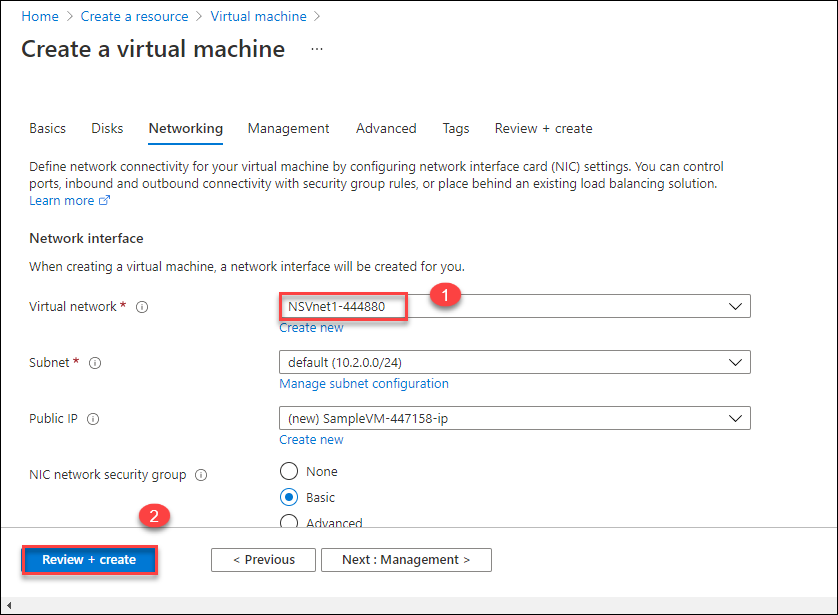 Home > Create a resource > Virtual machine >
Create a virtual machine ...
Basics Disks Networking Management Advanced Tags Review + create
Define network connectivity for your virtual machine by configuring network interface card (NIC) settings. You can control
ports, inbound and outbound connectivity with security group rules, or place behind an existing load balancing solution.
Learn more
Network interface
When creating a virtual machine, a network interface will be created for you.
Virtual network * NSVnet1-444880 1
Create new
Subnet * default (10.2.0.0/24)
Manage subnet configuration
Public IP (new) SampleVM-447158-ip
Create new
NIC network security group None
Basic
Advanced
2
Review + create < Previous Next : Management >